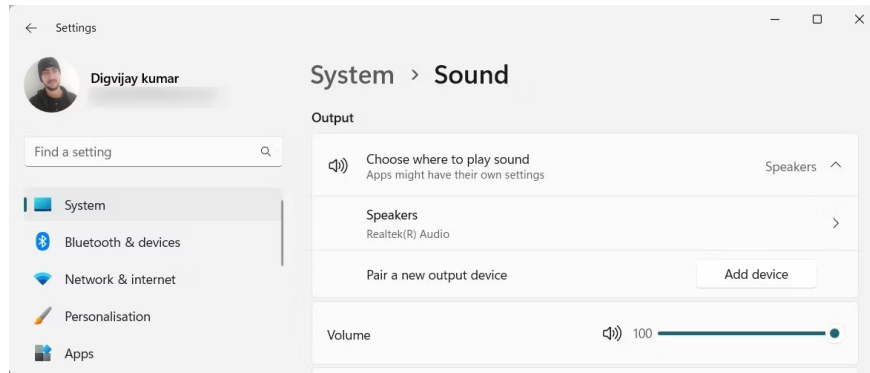 Settings
Digvijay kumar
Find a setting
System
Bluetooth & devices
Network & internet
Personalisation
Apps
System > Sound
Output
Choose where to play sound
Apps might have their own settings
Speakers
Speakers
Realtek(R) Audio
Pair a new output device
Add device
Volume
100